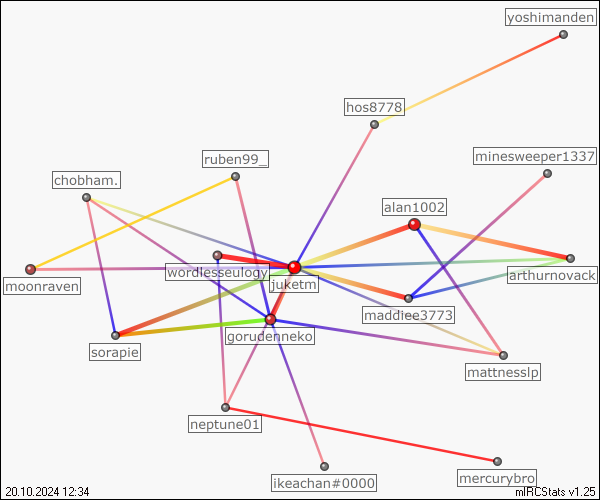 yoshimanden
hos8778
minesweeper1337
ruben99_
chobham.
alan1002
wordlesseulogy
arthurnovack
moonraven
juketm
maddiee3773
gorudenneko
sorapie
mattnesslp
neptune01
ikeachan#0000
mercurybro
20.10.2024 12:34
mIRCStats v1.25